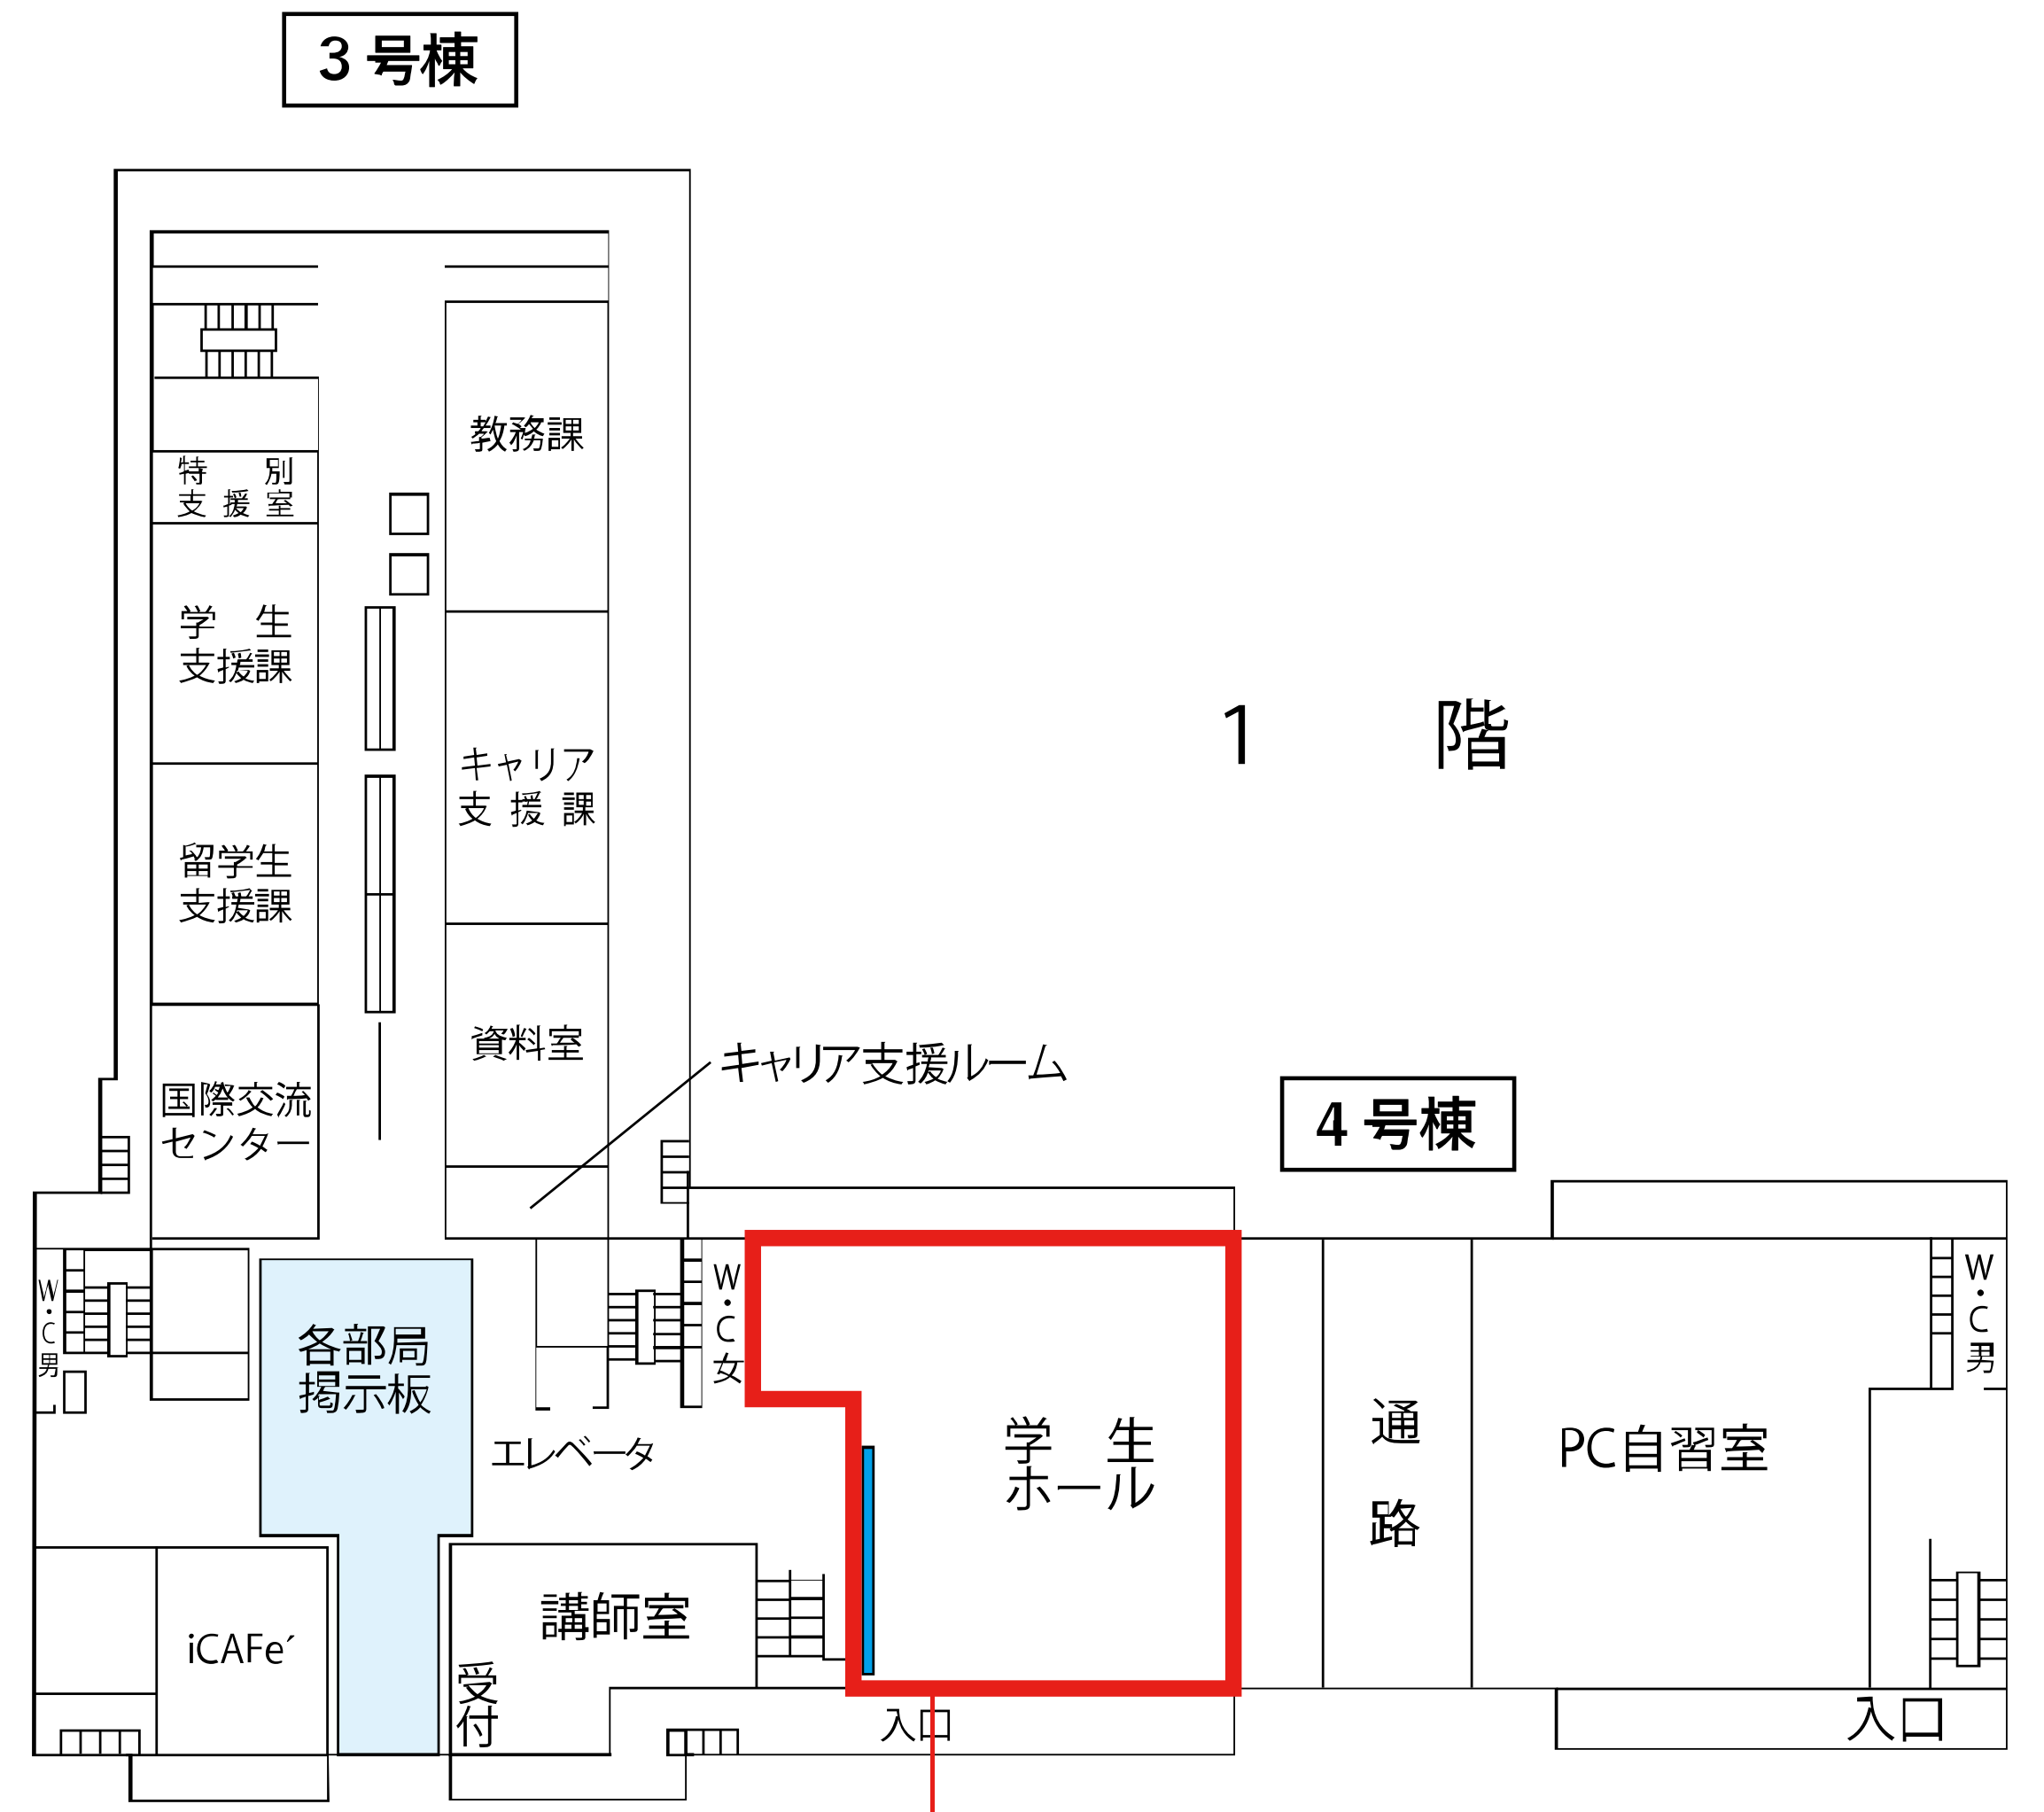 3 号棟
教務課
特 別
支 援 室
学 生
支援課
1 階
キャリア
支 援 課
留学生
支援課
資料室
キャリア支援ルーム
国際交流
センター
4 号棟
W・C男
各部局
掲示板
W・C女
エレベータ
学 生
ホール
通路
PC自習室
W・C男
iCAFe´
講師室
受付
入口
入口